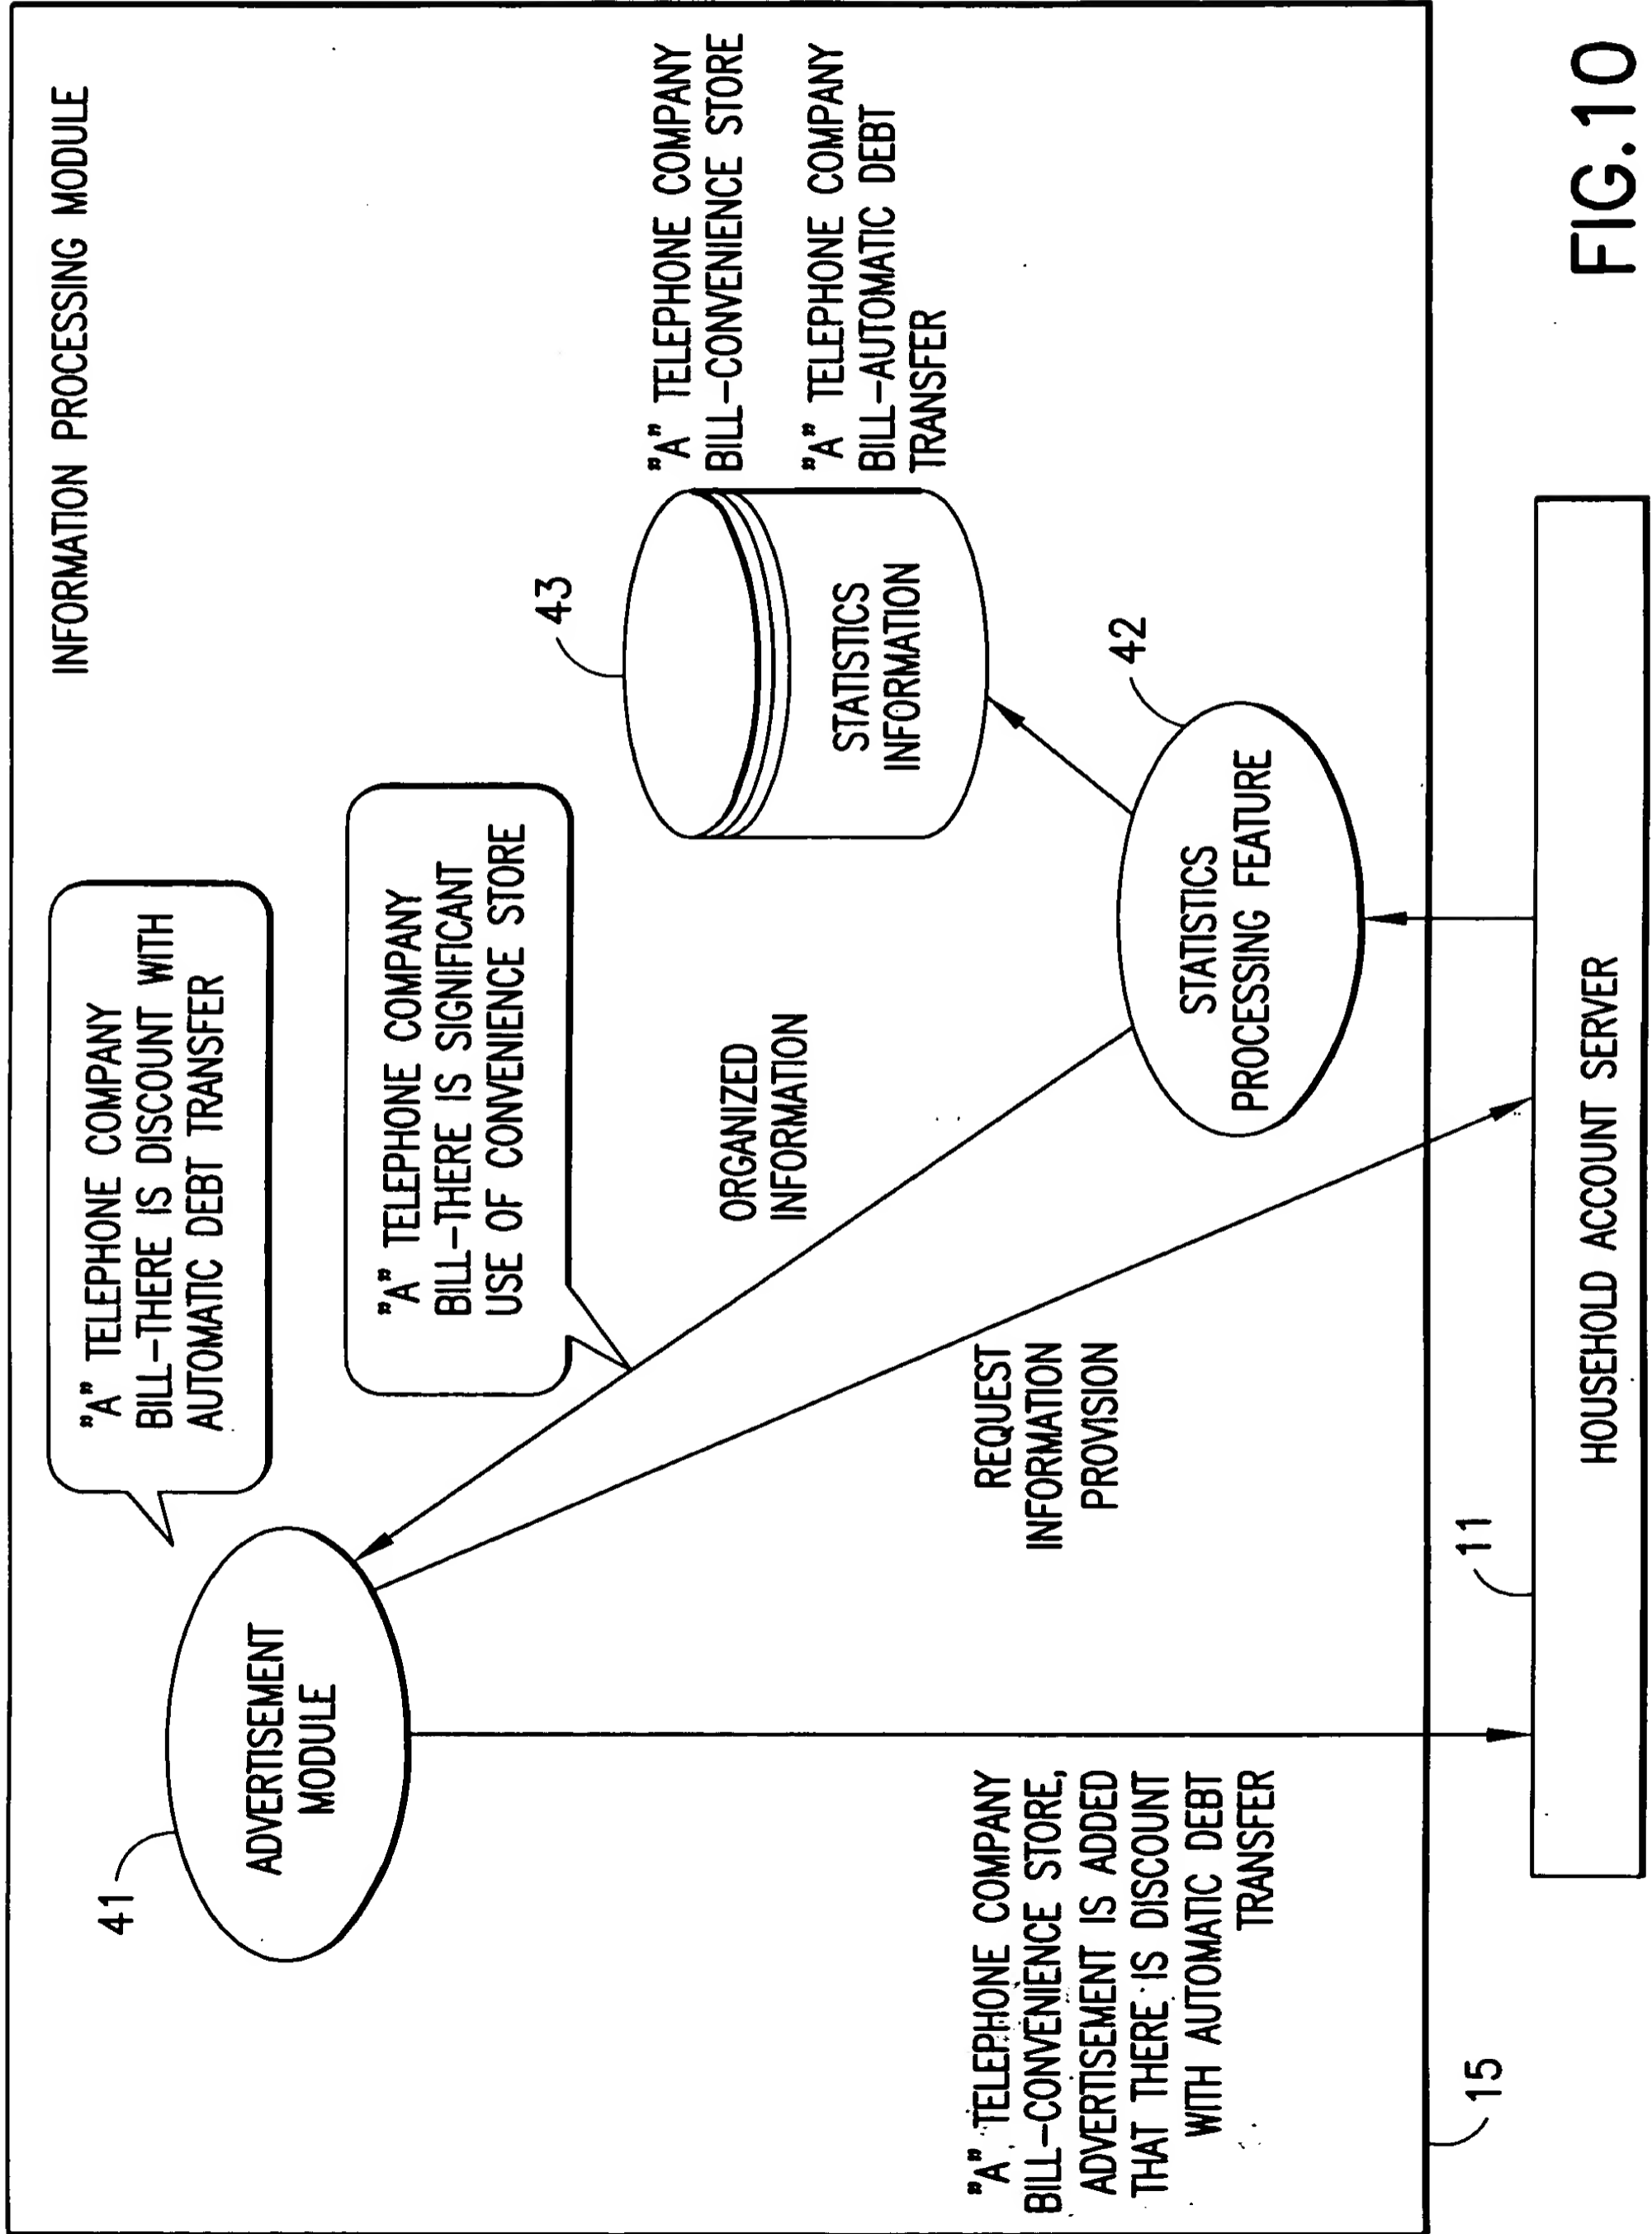 INFORMATION PROCESSING MODULE
"A" TELEPHONE COMPANY
BILL-THERE IS DISCOUNT WITH
AUTOMATIC DEBT TRANSFER
41
ADVERTISEMENT
MODULE
"A" TELEPHONE COMPANY
BILL-THERE IS SIGNIFICANT
USE OF CONVENIENCE STORE
43
STATISTICS
INFORMATION
"A" TELEPHONE COMPANY
BILL-CONVENIENCE STORE
"A" TELEPHONE COMPANY
BILL-AUTOMATIC DEBT
TRANSFER
ORGANIZED
INFORMATION
REQUEST
INFORMATION
PROVISION
42
STATISTICS
PROCESSING FEATURE
"A" TELEPHONE COMPANY
BILL-CONVENIENCE STORE,
ADVERTISEMENT IS ADDED
THAT THERE IS DISCOUNT
WITH AUTOMATIC DEBT
TRANSFER
15
11
HOUSEHOLD ACCOUNT SERVER
FIG.10